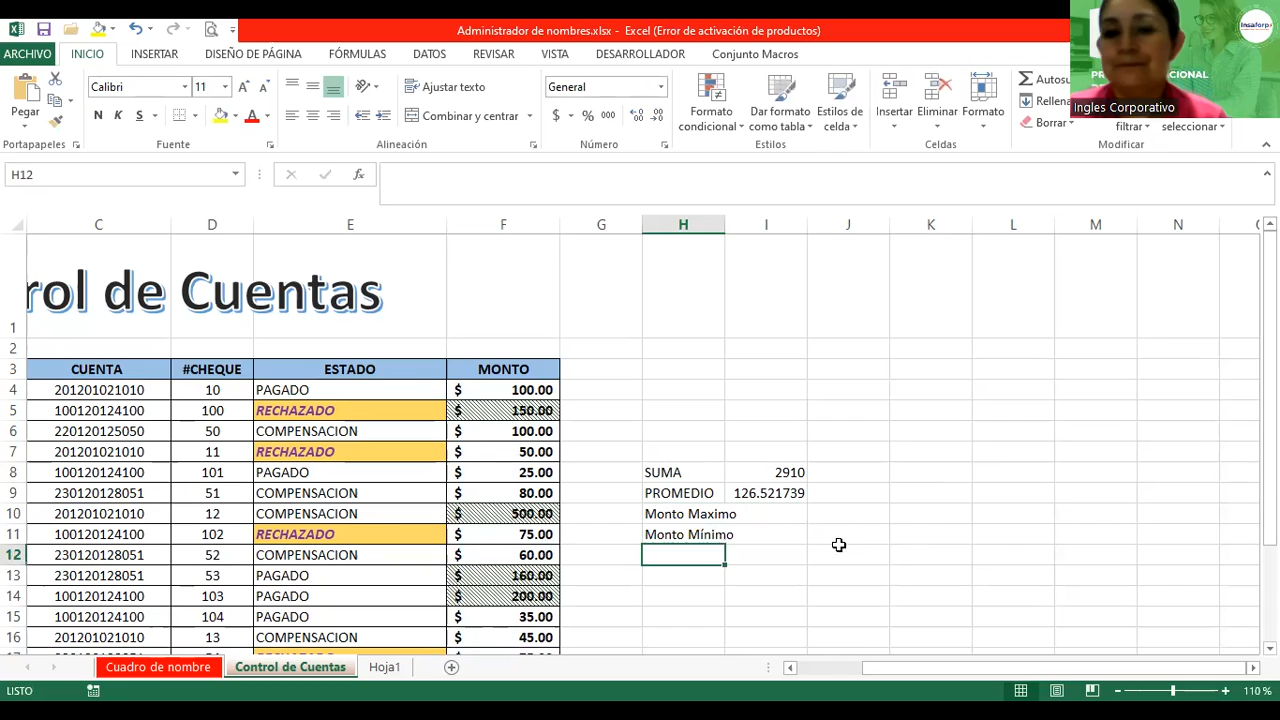 Administrador de nombres.xlsx - Excel (Error de activación de productos)
Insaforp
ARCHIVO INICIO INSERTAR DISEÑO DE PÁGINA FÓRMULAS DATOS REVISAR VISTA DESARROLLADOR Conjunto Macros
Ingles Corporativo
Pegar
Calibri 11
N K S
Ajustar texto
Combinar y centrar
General
$ % 000
Formato condicional
Dar formato como tabla
Estilos de celda
Insertar Eliminar Formato
Rellena
Borrar
filtrar
seleccionar
Portapapeles Fuente Alineación Número Estilos Celdas Modificar
H12
fx
C D E F G H I J K L M N
1 rol de Cuentas
2
3 CUENTA #CHEQUE ESTADO MONTO
4 201201021010 10 PAGADO $ 100.00
5 100120124100 100 RECHAZADO $ 150.00
6 220120125050 50 COMPENSACION $ 100.00
7 201201021010 11 RECHAZADO $ 50.00
8 100120124100 101 PAGADO $ 25.00 SUMA 2910
9 230120128051 51 COMPENSACION $ 80.00 PROMEDIO 126.521739
10 201201021010 12 COMPENSACION $ 500.00 Monto Maximo
11 100120124100 102 RECHAZADO $ 75.00 Monto Mínimo
12 230120128051 52 COMPENSACION $ 60.00
13 230120128051 53 PAGADO $ 160.00
14 100120124100 103 PAGADO $ 200.00
15 100120124100 104 PAGADO $ 35.00
16 201201021010 13 COMPENSACION $ 45.00
Cuadro de nombre Control de Cuentas Hoja1
LISTO
110 %